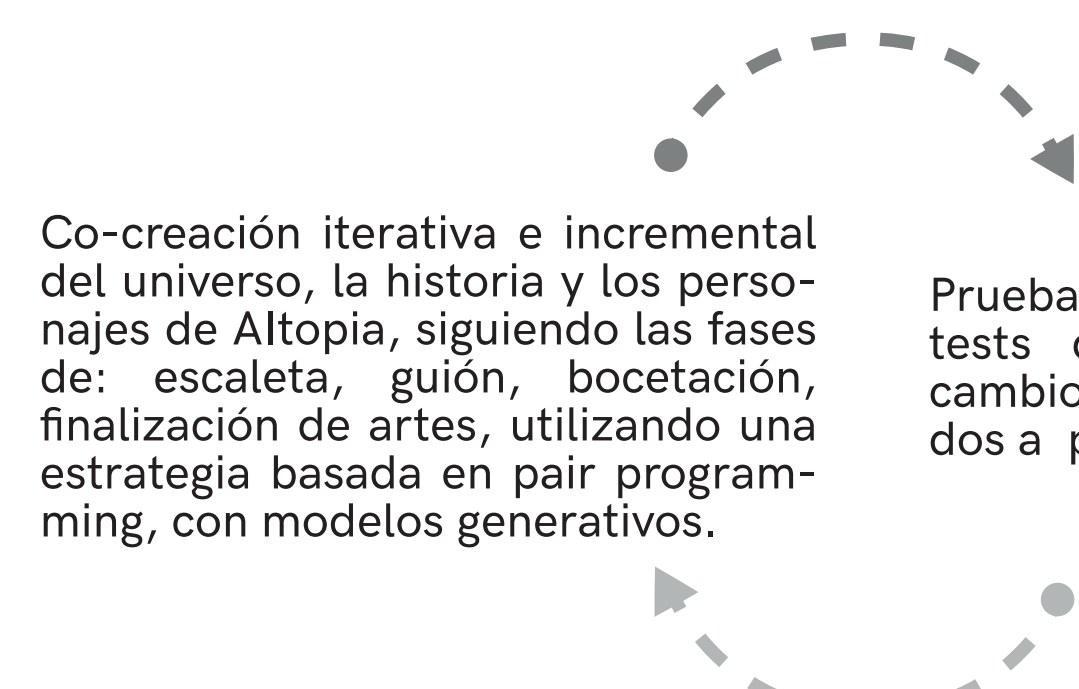 Co-creación iterativa e incremental
del universo, la historia y los perso-
najes de Altopia, siguiendo las fases
de: escaleta, guión, bocetación,
finalización de artes, utilizando una
estrategia basada en pair program-
ming, con modelos generativos.
Prueba
tests
cambio
dos a